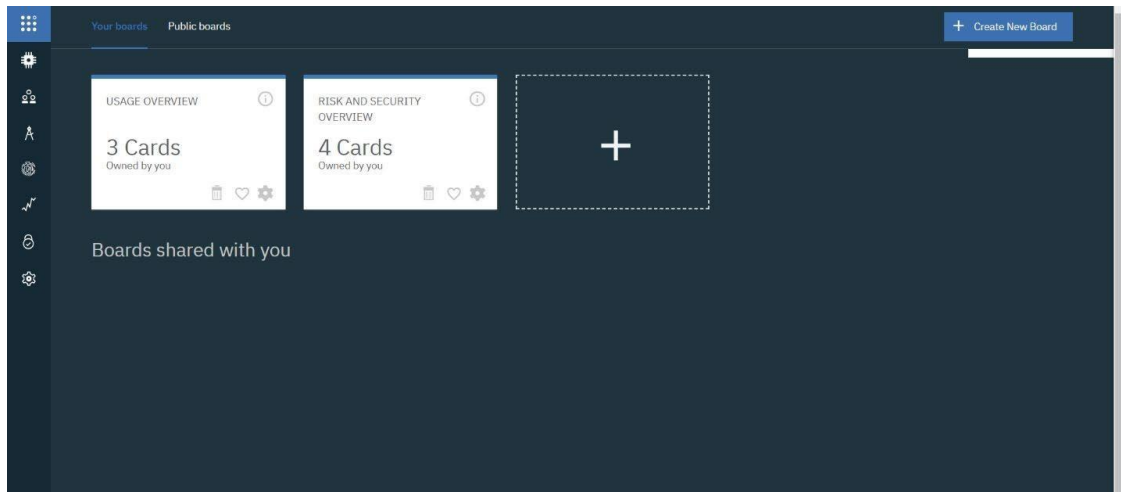 Your boards
Public boards
+ Create New Board
USAGE OVERVIEW
3 Cards
Owned by you
RISK AND SECURITY
OVERVIEW
4 Cards
Owned by you
Boards shared with you